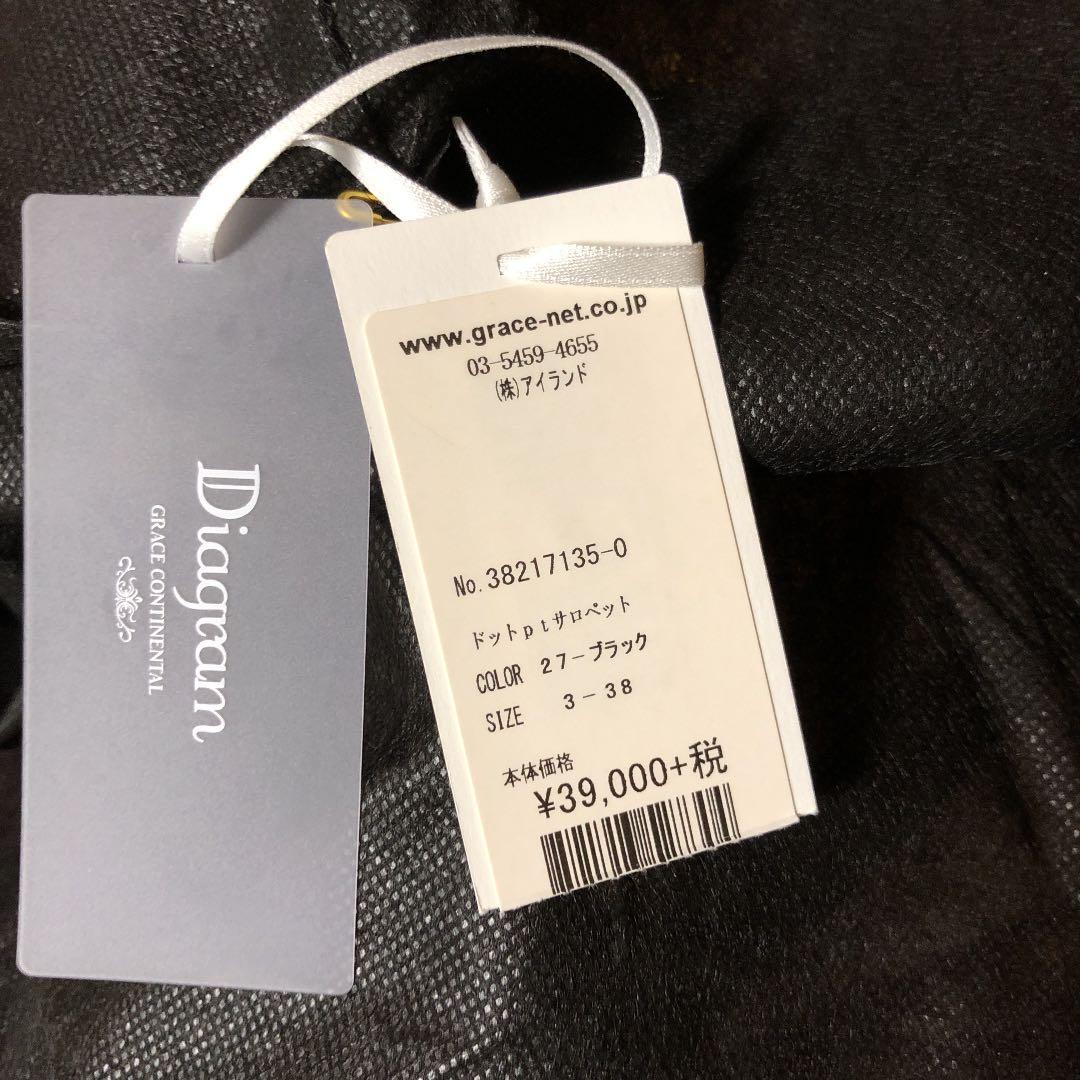 Diagram
GRACE CONTINENTAL
www.grace-net.co.jp
03-5459-4655
(株)アイランド
No.38217135-0
ドットptサロペット
COLOR 27-ブラック
SIZE 3-38
本体価格
¥39,000+税